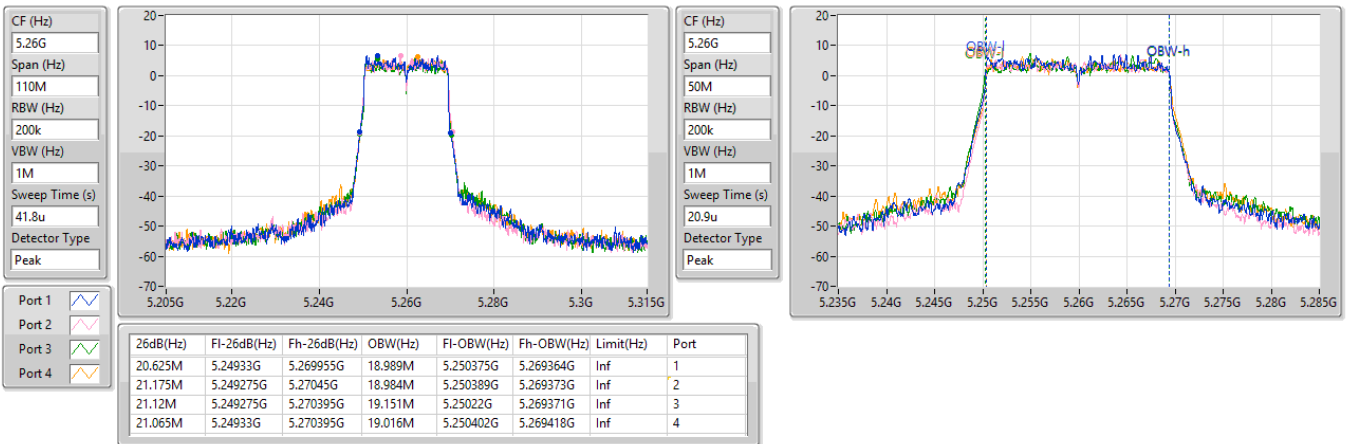 CF (Hz)
5.26G
Span (Hz)
110M
RBW (Hz)
200k
VBW (Hz)
1M
Sweep Time (s)
41.8u
Detector Type
Peak
20
10
0
-10
-20
-30
-40
-50
-60
-70
5.205G 5.22G 5.24G 5.26G 5.28G 5.3G 5.315G
CF (Hz)
5.26G
Span (Hz)
50M
RBW (Hz)
200k
VBW (Hz)
1M
Sweep Time (s)
20.9u
Detector Type
Peak
20
10
0
-10
-20
-30
-40
-50
-60
-70
OBW-l
OBW-h
5.235G 5.24G 5.245G 5.25G 5.255G 5.26G 5.265G 5.27G 5.275G 5.28G 5.285G
Port 1
Port 2
Port 3
Port 4
26dB(Hz) Fl-26dB(Hz) Fh-26dB(Hz) OBW(Hz) Fl-OBW(Hz) Fh-OBW(Hz) Limit(Hz) Port
20.625M 5.24933G 5.269955G 18.989M 5.250375G 5.269364G Inf 1
21.175M 5.249275G 5.27045G 18.984M 5.250389G 5.269373G Inf 2
21.12M 5.249275G 5.270395G 19.151M 5.25022G 5.269371G Inf 3
21.065M 5.24933G 5.270395G 19.016M 5.250402G 5.269418G Inf 4